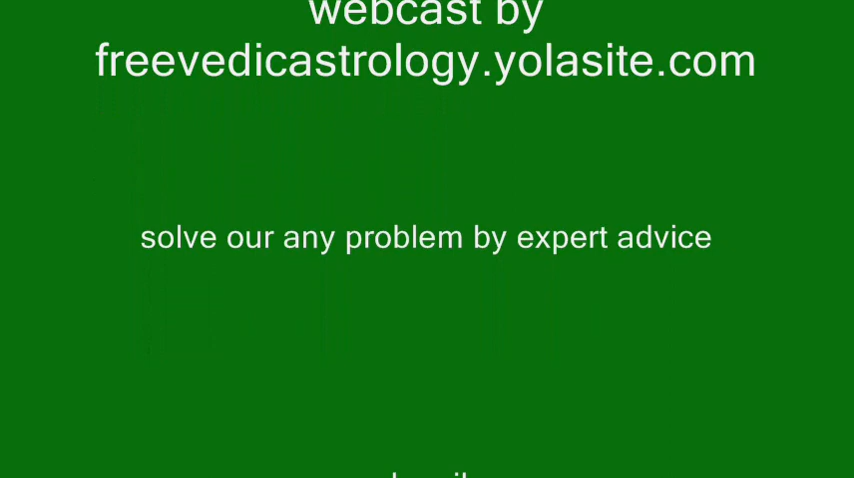 webcast by
freevedicastrology.yolasite.com
solve our any problem by expert advice